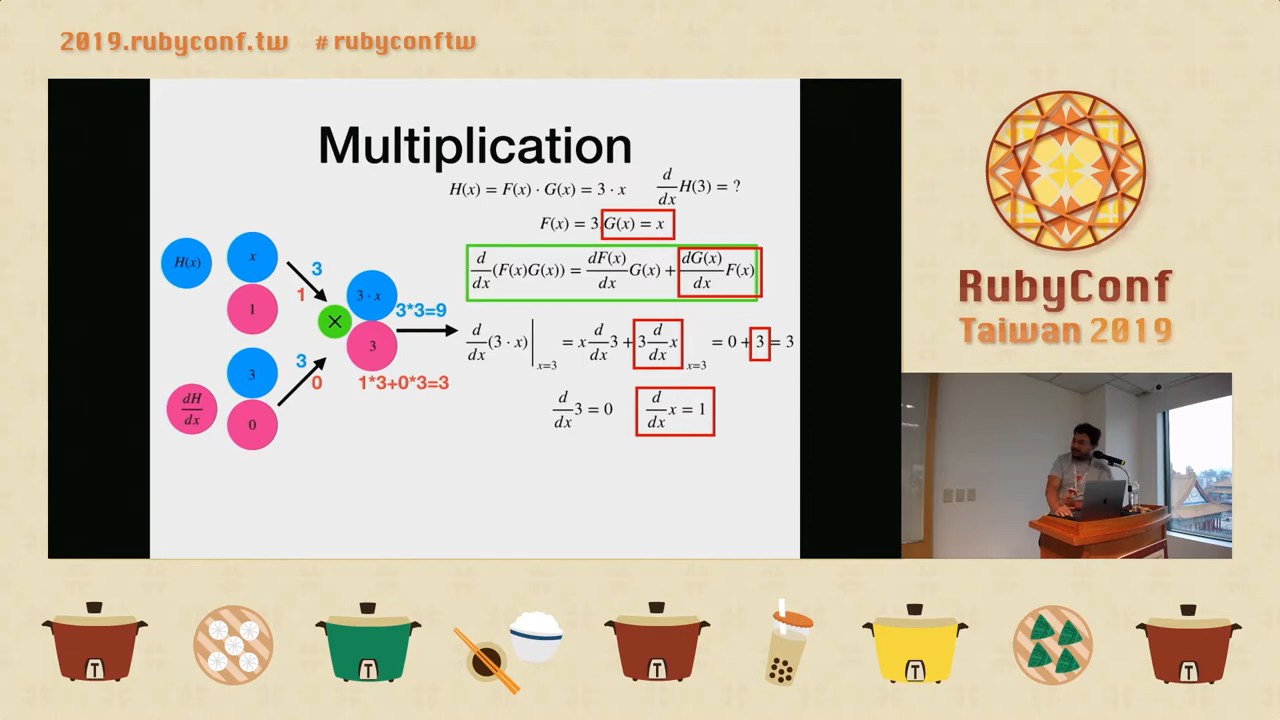 2019.rubyconf.tw # rubyconftw
Multiplication
H(x) = F(x) · G(x) = 3 · x
d/dx H(3) = ?
F(x) = 3
G(x) = x
d/dx (F(x)G(x)) = dF(x)/dx G(x) + dG(x)/dx F(x)
H(x)
x
1
3
1
3 · x
3
×
3*3=9
1*3+0*3=3
dH/dx
3
0
3
0
d/dx (3 · x)|x=3 = x d/dx 3 + 3 d/dx x|x=3 = 0 + 3 = 3
d/dx 3 = 0
d/dx x = 1
RubyConf
Taiwan 2019
T
T
T
T
T